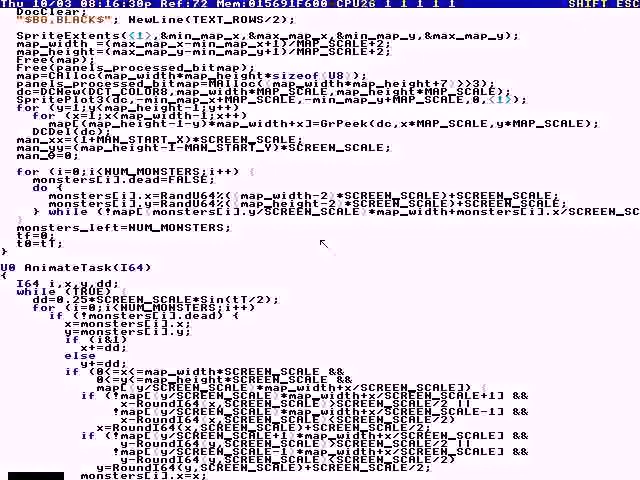 Thu 10/03 08:16:30p Ref:72 Mem:015691F600 CPU26 1 1 1 1 1 SHIFT ESC
DocClear;
"$BG,BLACK$"; NewLine(TEXT_ROWS/2);
SpriteExtents(<1>,&min_map_x,&max_map_x,&min_map_y,&max_map_y);
map_width =(max_map_x-min_map_x+1)/MAP_SCALE+2;
map_height=(max_map_y-min_map_y+1)/MAP_SCALE+2;
Free(map);
Free(panels_processed_bitmap);
map=CAlloc(map_width*map_height*sizeof(U8));
panels_processed_bitmap=MAlloc((map_width*map_height+7)>>3);
dc=DCNew(DCT_COLOR8,map_width*MAP_SCALE,map_height*MAP_SCALE);
SpritePlot3(dc,-min_map_x+MAP_SCALE,-min_map_y+MAP_SCALE,0,<1>);
for (y=1;y<map_height-1;y++)
for (x=1;x<map_width-1;x++)
map[(map_height-1-y)*map_width+x]=GrPeek(dc,x*MAP_SCALE,y*MAP_SCALE);
DCDel(dc);
man_xx=(1+MAN_START_X)*SCREEN_SCALE;
man_yy=(map_height-1-MAN_START_Y)*SCREEN_SCALE;
man_θ=0;
for (i=0;i<NUM_MONSTERS;i++) {
monsters[i].dead=FALSE;
do {
monsters[i].x=RandU64%((map_width-2)*SCREEN_SCALE)+SCREEN_SCALE;
monsters[i].y=RandU64%((map_height-2)*SCREEN_SCALE)+SCREEN_SCALE;
} while (!map[(monsters[i].y/SCREEN_SCALE)*map_width+monsters[i].x/SCREEN_SC
}
monsters_left=NUM_MONSTERS;
tf=0;
t0=tT;
}
U0 AnimateTask(I64)
{
I64 i,x,y,dd;
while (TRUE) {
dd=0.25*SCREEN_SCALE*Sin(tT/2);
for (i=0;i<NUM_MONSTERS;i++)
if (!monsters[i].dead) {
x=monsters[i].x;
y=monsters[i].y;
if (i&1)
x+=dd;
else
y+=dd;
if (0<=x<=map_width*SCREEN_SCALE &&
0<=y<=map_height*SCREEN_SCALE &&
map[(y/SCREEN_SCALE)*map_width+x/SCREEN_SCALE]) {
if (!map[(y/SCREEN_SCALE)*map_width+x/SCREEN_SCALE+1] &&
x-RoundI64(x,SCREEN_SCALE)>SCREEN_SCALE/2 ||
!map[(y/SCREEN_SCALE)*map_width+x/SCREEN_SCALE-1] &&
x-RoundI64(x,SCREEN_SCALE)<SCREEN_SCALE/2)
x=RoundI64(x,SCREEN_SCALE)+SCREEN_SCALE/2;
if (!map[(y/SCREEN_SCALE+1)*map_width+x/SCREEN_SCALE] &&
y-RoundI64(y,SCREEN_SCALE)>SCREEN_SCALE/2 ||
!map[(y/SCREEN_SCALE-1)*map_width+x/SCREEN_SCALE] &&
y-RoundI64(y,SCREEN_SCALE)<SCREEN_SCALE/2)
y=RoundI64(y,SCREEN_SCALE)+SCREEN_SCALE/2;
monsters[i].x=x;